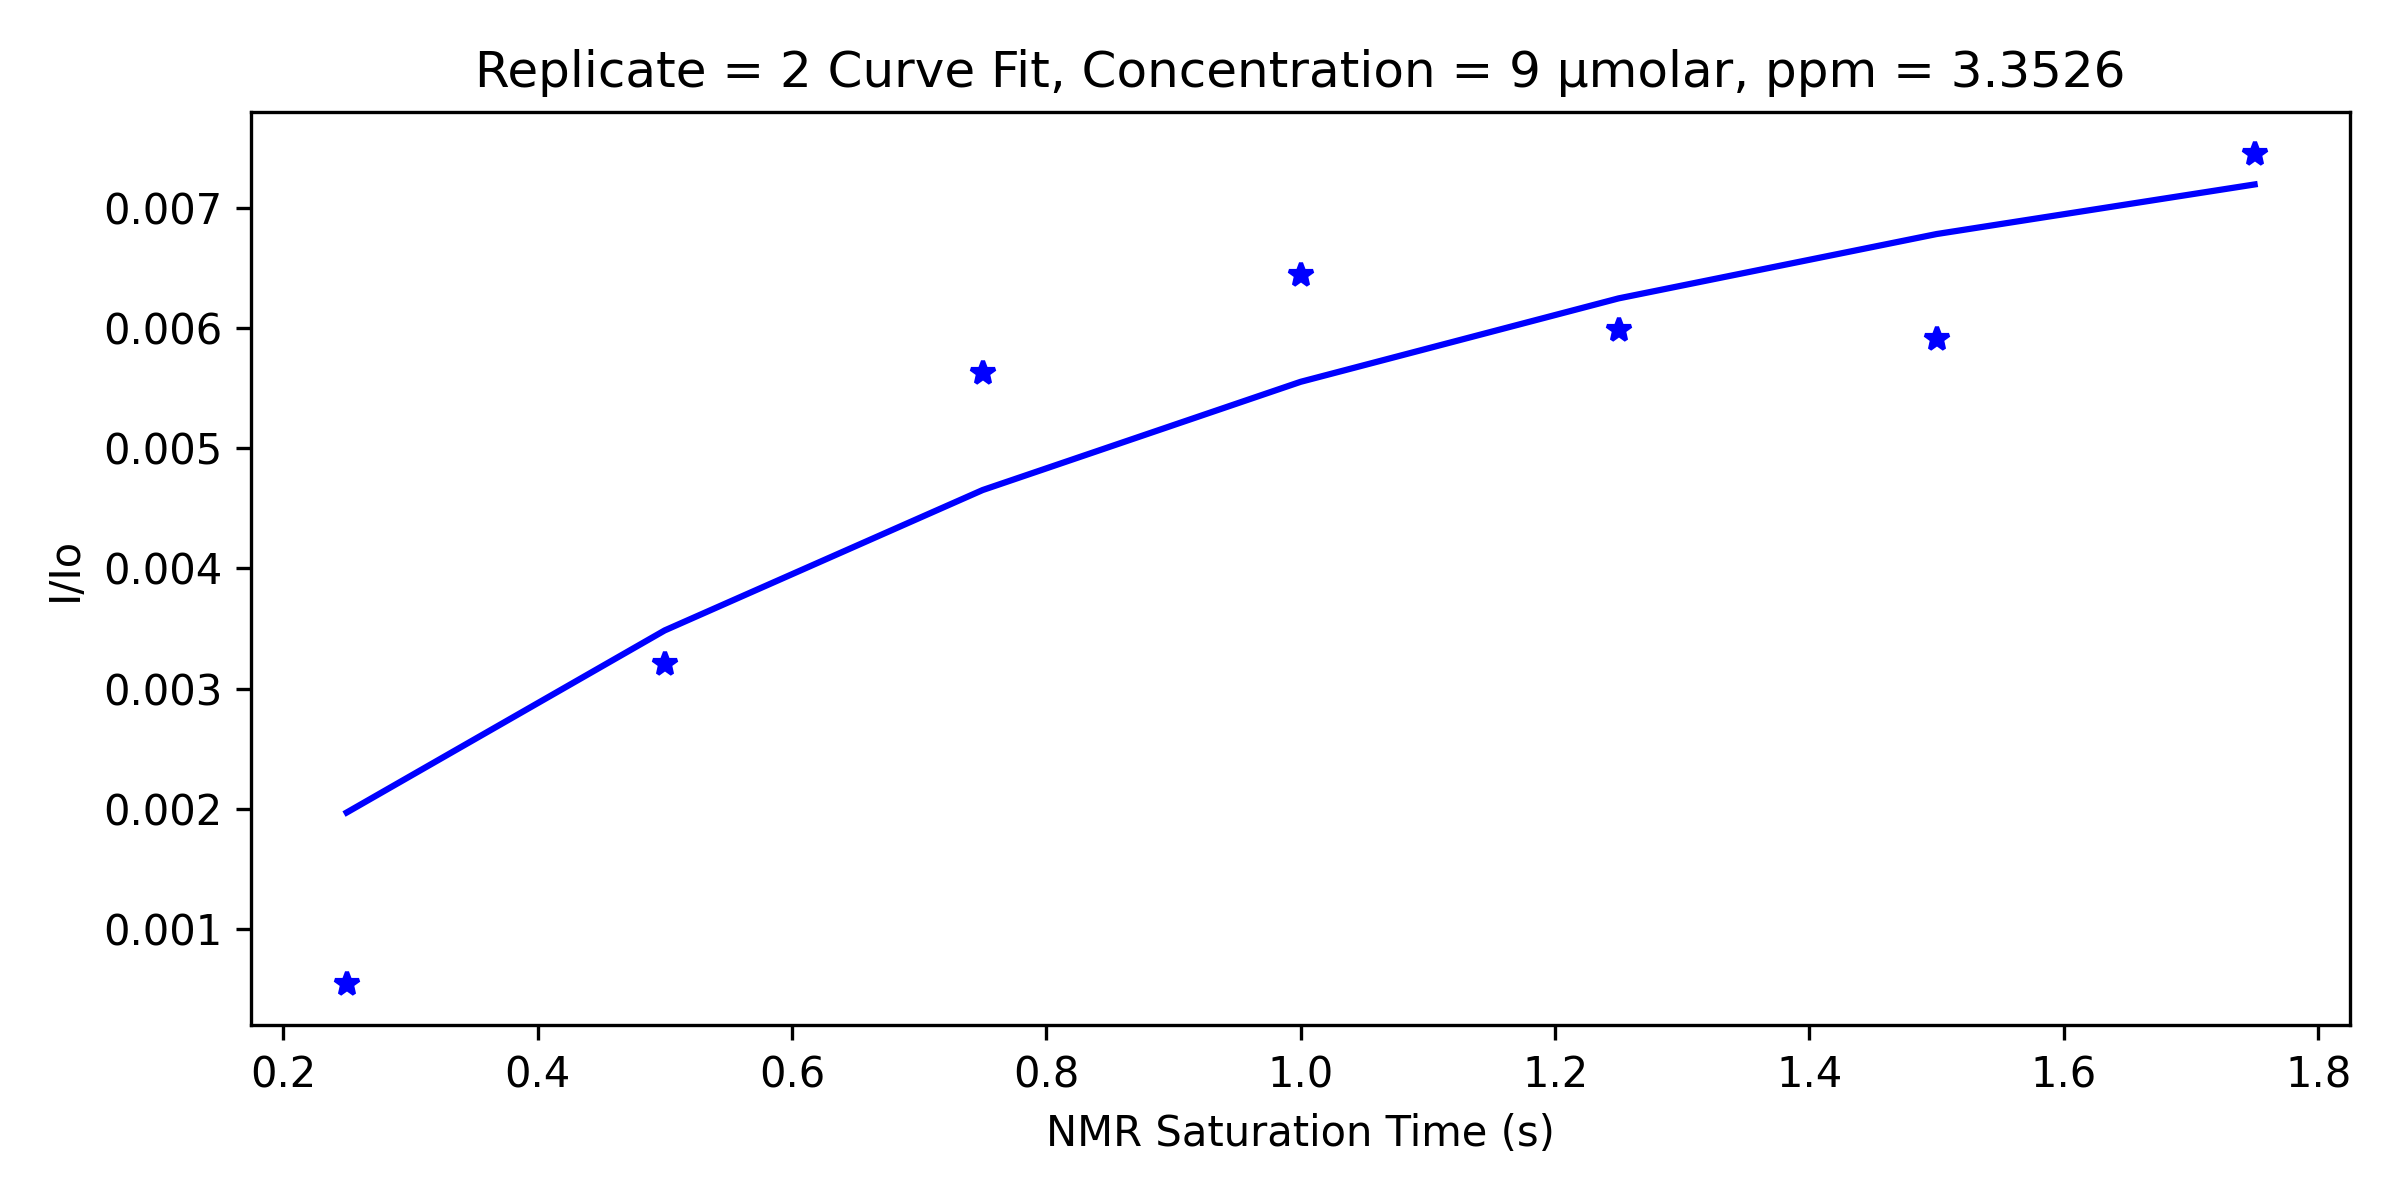 Replicate = 2 Curve Fit, Concentration = 9 μmolar, ppm = 3.3526
I/Io
0.007
0.006
0.005
0.004
0.003
0.002
0.001
0.2 0.4 0.6 0.8 1.0 1.2 1.4 1.6 1.8
NMR Saturation Time (s)